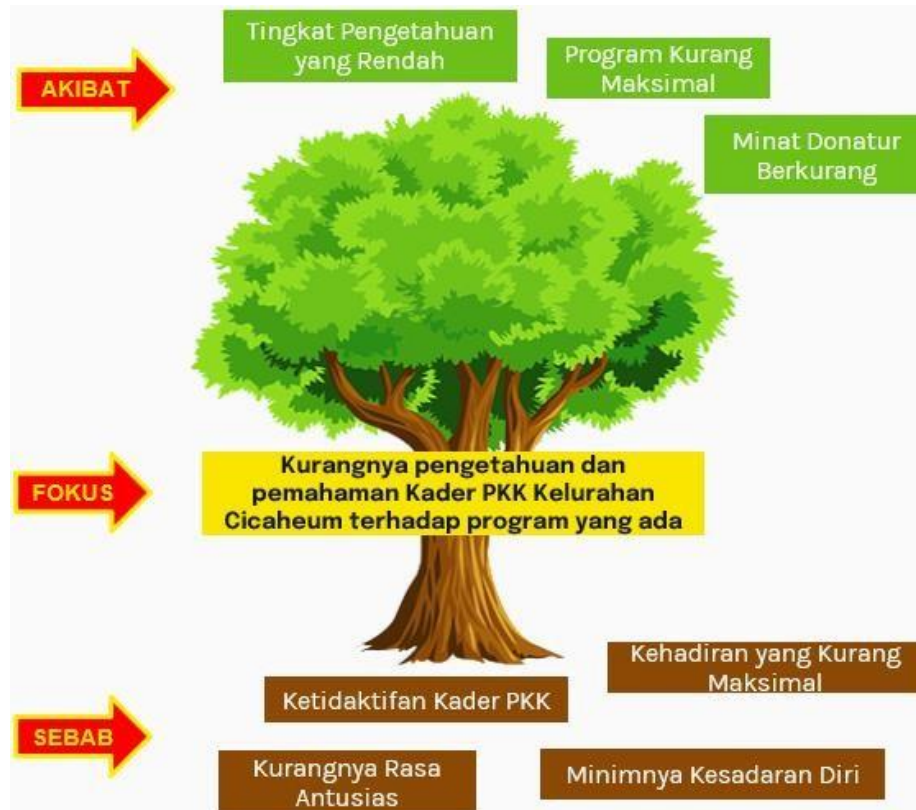 Tingkat Pengetahuan
yang Rendah
Program Kurang
Maksimal
AKIBAT
Minat Donatur
Berkurang
Kurangnya pengetahuan dan
pemahaman Kader PKK Kelurahan
Cicaheum terhadap program yang ada
FOKUS
Kehadiran yang Kurang
Maksimal
Ketidaktifan Kader PKK
SEBAB
Kurangnya Rasa
Antusias
Minimnya Kesadaran Diri